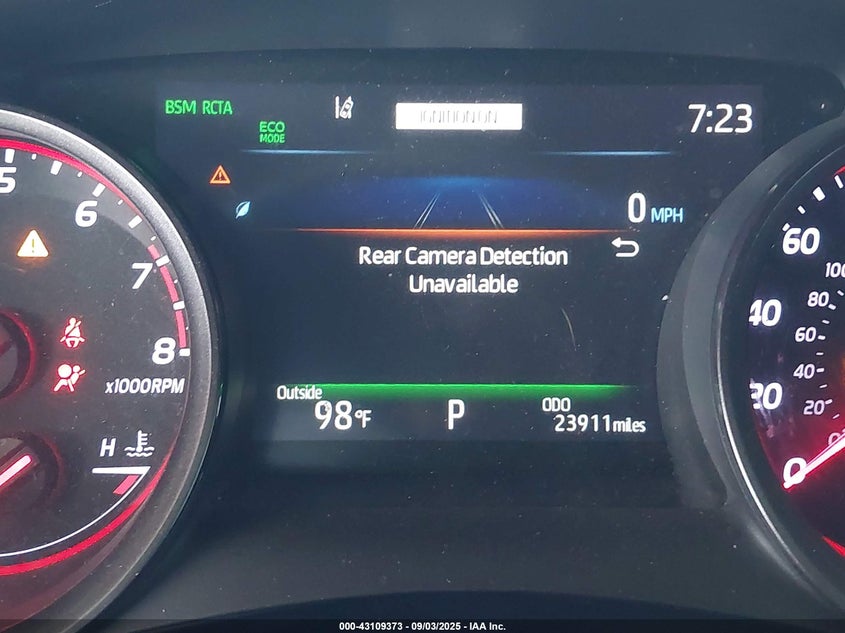 BSM RCTA
ECO
MODE
IGNITION ON
7:23
0 MPH
Rear Camera Detection
Unavailable
Outside
98°F
P
ODO
23911 miles
5
6
7
8
x1000RPM
H
60
40
20
0
100
80
60
40
20
000-43109373 - 09/03/2025 - IAA Inc.